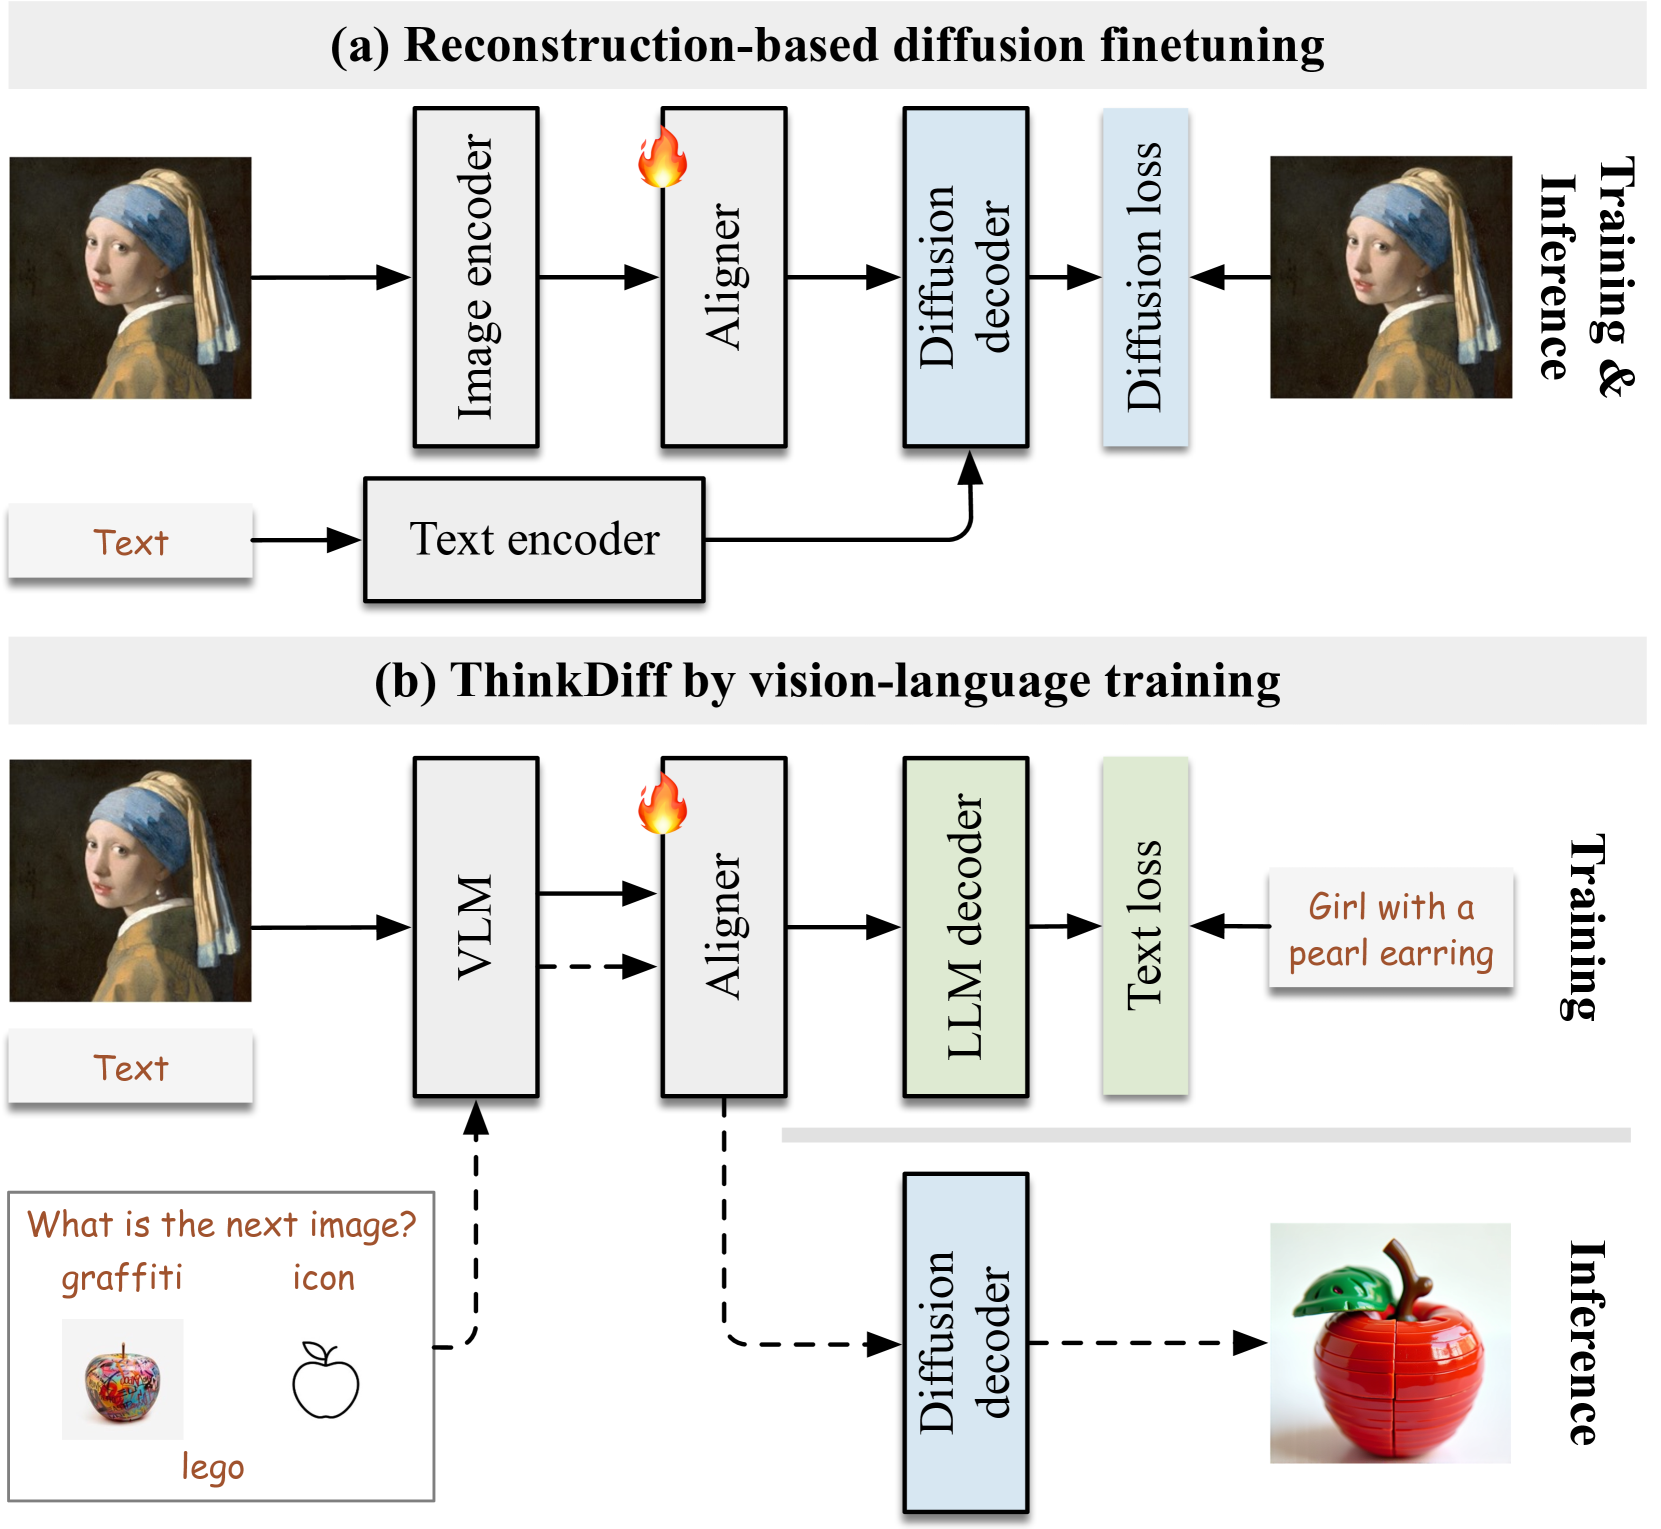 (a) Reconstruction-based diffusion finetuning
Image encoder
Aligner
Diffusion
decoder
Diffusion loss
Training &
Inference
Text
Text encoder
(b) ThinkDiff by vision-language training
VLM
Aligner
LLM decoder
Text loss
Girl with a
pearl earring
Training
Text
What is the next image?
graffiti
icon
lego
Diffusion
decoder
Inference